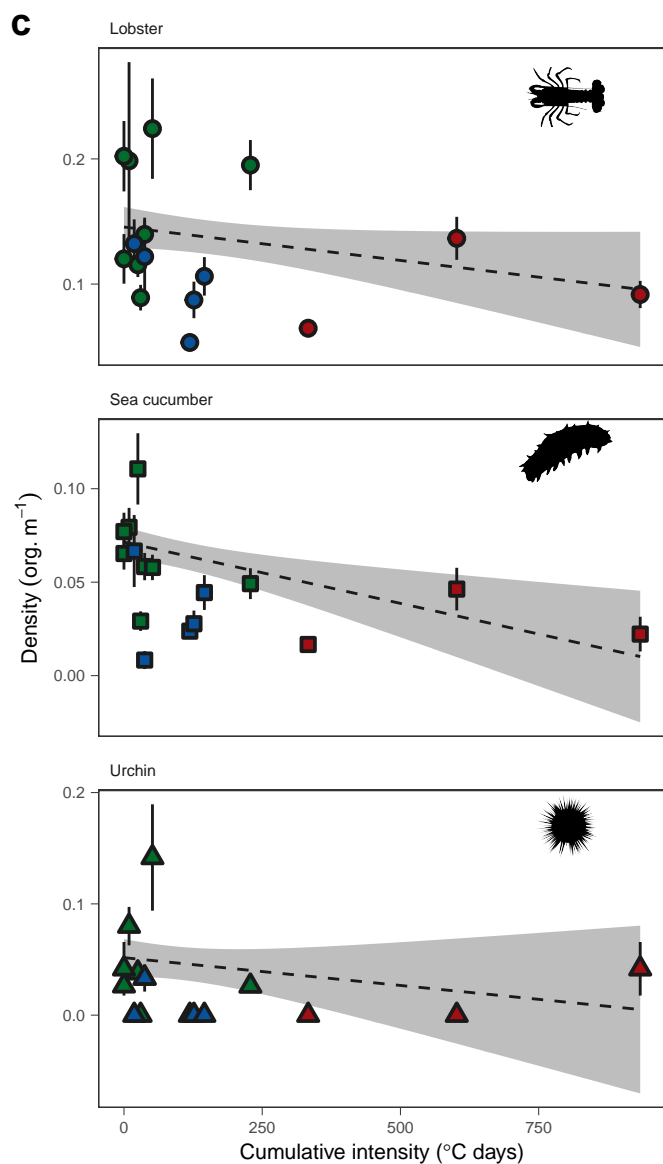 c
Lobster
0.2
0.1
Sea cucumber
0.10
0.05
0.00
Density (org. m⁻¹)
Urchin
0.2
0.1
0.0
0 250 500 750
Cumulative intensity (°C days)